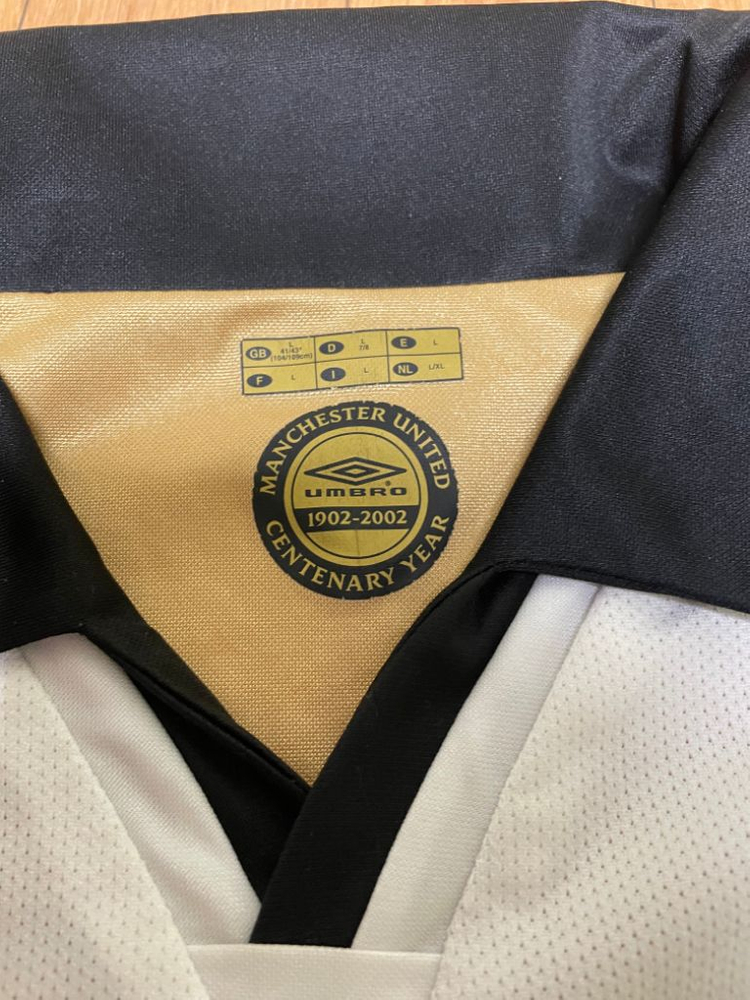 GB L 41/43" (104/109cm)
D L 7/8
E L
F L
I L
NL L/XL
MANCHESTER UNITED
UMBRO®
1902-2002
CENTENARY YEAR